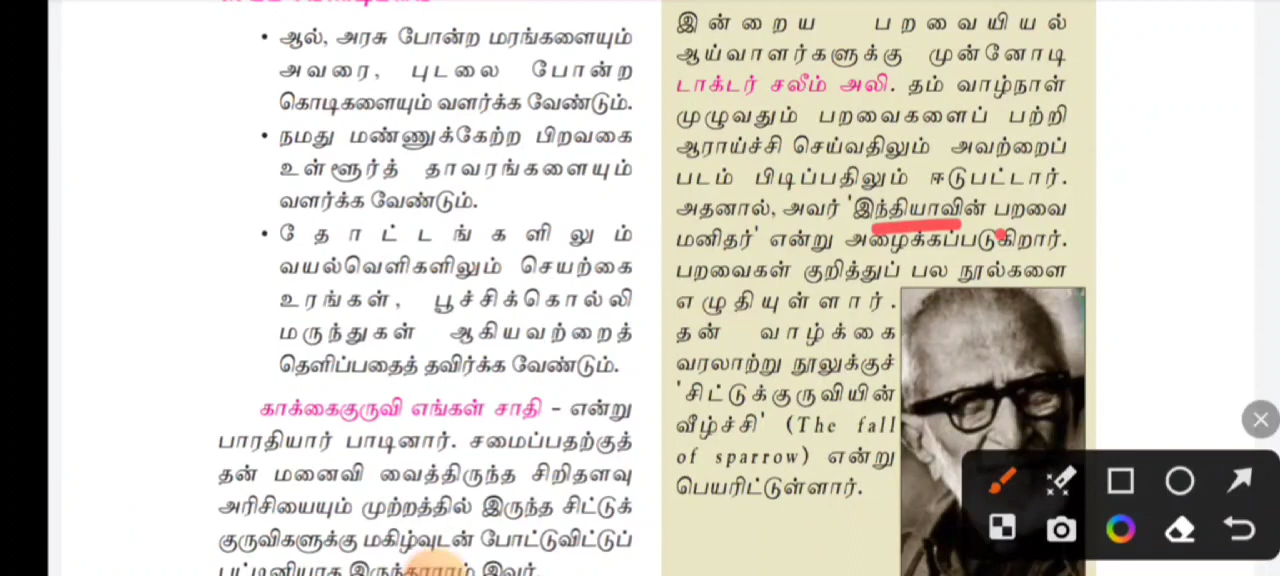 ஆல், அரசு போன்ற மரங்களையும்
அவரை, புடலை போன்ற
கொடிகளையும் வளர்க்க வேண்டும்.
நமது மண்ணுக்கேற்ற பிறவகை
உள்ளூர்த் தாவரங்களையும்
வளர்க்க வேண்டும்.
தோட்டங்களிலும்
வயல்வெளிகளிலும் செயற்கை
உரங்கள், பூச்சிக்கொல்லி
மருந்துகள் ஆகியவற்றைத்
தெளிப்பதைத் தவிர்க்க வேண்டும்.
காக்கைகுருவி எங்கள் சாதி – என்று
பாரதியார் பாடினார். சமைப்பதற்குத்
தன் மனைவி வைத்திருந்த சிறிதளவு
அரிசியையும் முற்றத்தில் இருந்த சிட்டுக்
குருவிகளுக்கு மகிழ்வுடன் போட்டுவிட்டுப்
பட்டினியாக இருந்தாராம் இவர்.
இன்றைய பறவையியல்
ஆய்வாளர்களுக்கு முன்னோடி
டாக்டர் சலீம் அலி. தம் வாழ்நாள்
முழுவதும் பறவைகளைப் பற்றி
ஆராய்ச்சி செய்வதிலும் அவற்றைப்
படம் பிடிப்பதிலும் ஈடுபட்டார்.
அதனால், அவர் 'இந்தியாவின் பறவை
மனிதர்' என்று அழைக்கப்படுகிறார்.
பறவைகள் குறித்துப் பல நூல்களை
எழுதியுள்ளார்.
தன் வாழ்க்கை
வரலாற்று நூலுக்குச்
'சிட்டுக்குருவியின்
வீழ்ச்சி' (The fall
of sparrow) என்று
பெயரிட்டுள்ளார்.